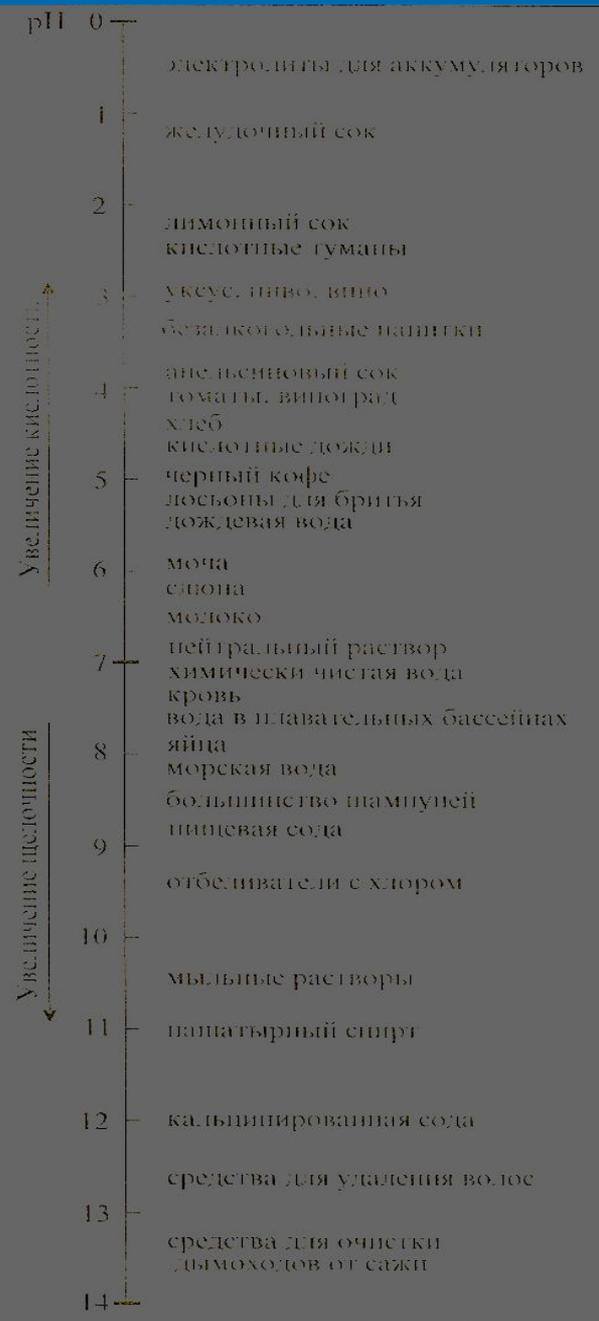 pH 0
электролиты для аккумуляторов
1
желудочный сок
2
лимонный сок
кислотные туманы
3
уксус, пиво, вино
безалкогольные напитки
апельсиновый сок
4
томаты, виноград
хлеб
кислотные дожди
5
черный кофе
лосьоны для бритья
дождевая вода
6
моча
слюна
молоко
нейтральный раствор
7
химически чистая вода
кровь
вода в плавательных бассейнах
8
яйца
морская вода
большинство шампуней
пищевая сода
9
отбеливатели с хлором
10
мыльные растворы
11
нашатырный спирт
12
кальцинированная сода
средства для удаления волос
13
средства для очистки
дымоходов от сажи
14
Увеличение кислотности
Увеличение щелочности